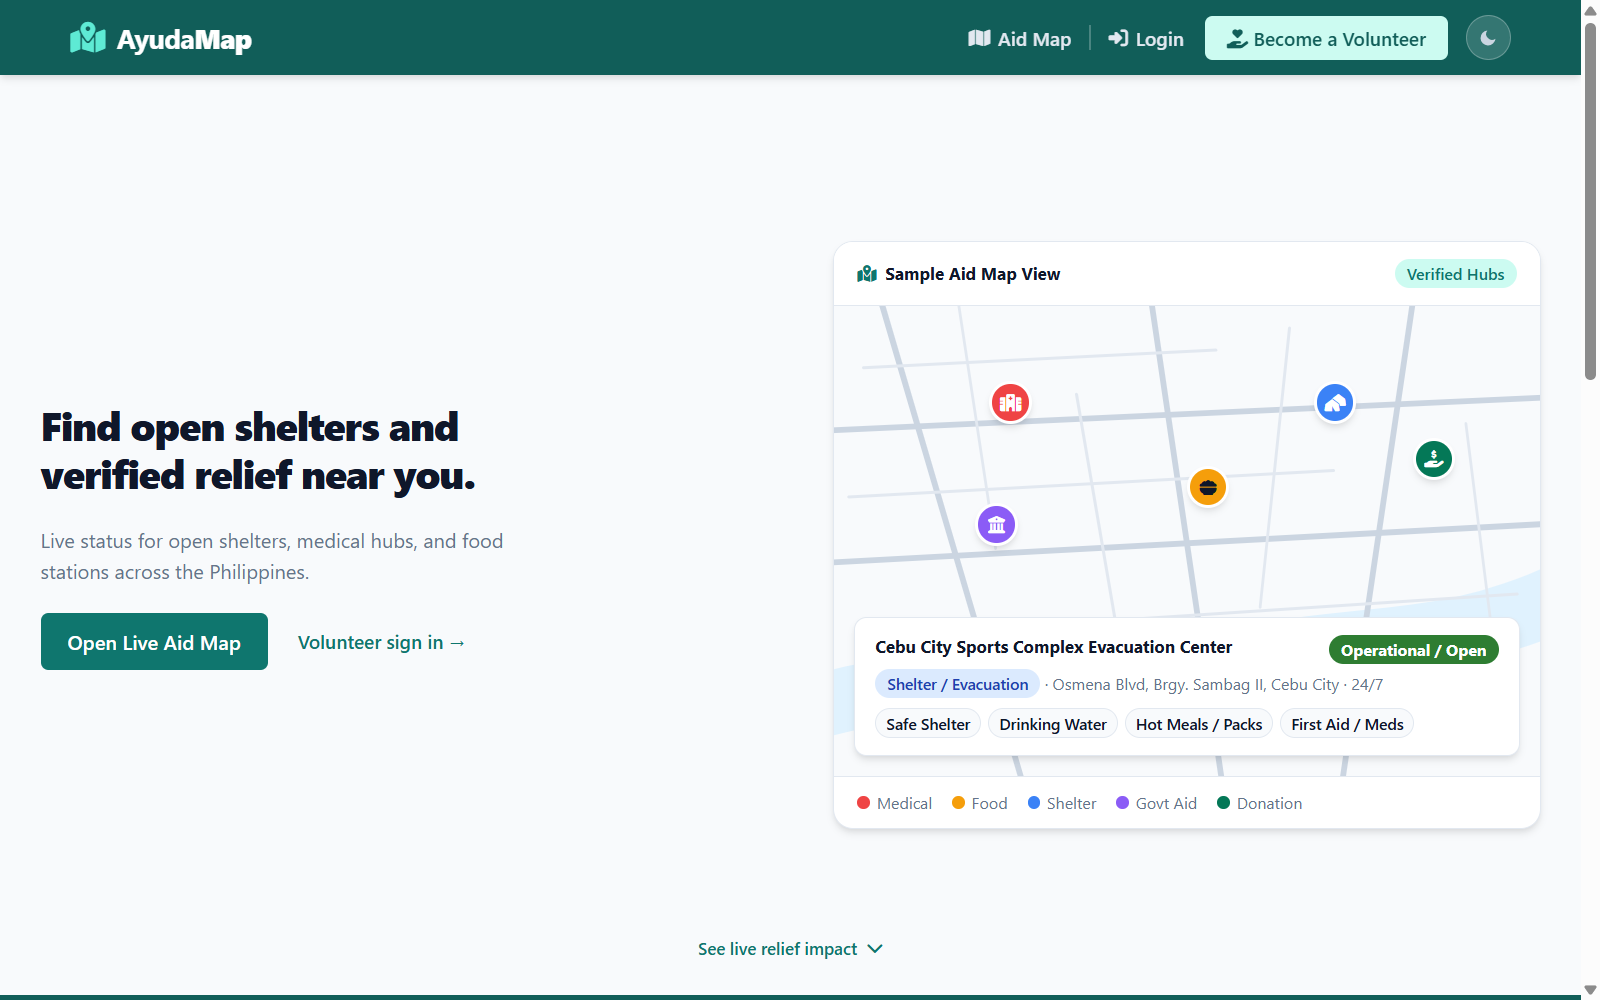 AyudaMap
Aid Map
Login
Become a Volunteer
Find open shelters and
verified relief near you.
Live status for open shelters, medical hubs, and food
stations across the Philippines.
Open Live Aid Map
Volunteer sign in →
Sample Aid Map View
Verified Hubs
Cebu City Sports Complex Evacuation Center
Operational / Open
Shelter / Evacuation · Osmena Blvd, Brgy. Sambag II, Cebu City · 24/7
Safe Shelter
Drinking Water
Hot Meals / Packs
First Aid / Meds
Medical
Food
Shelter
Govt Aid
Donation
See live relief impact